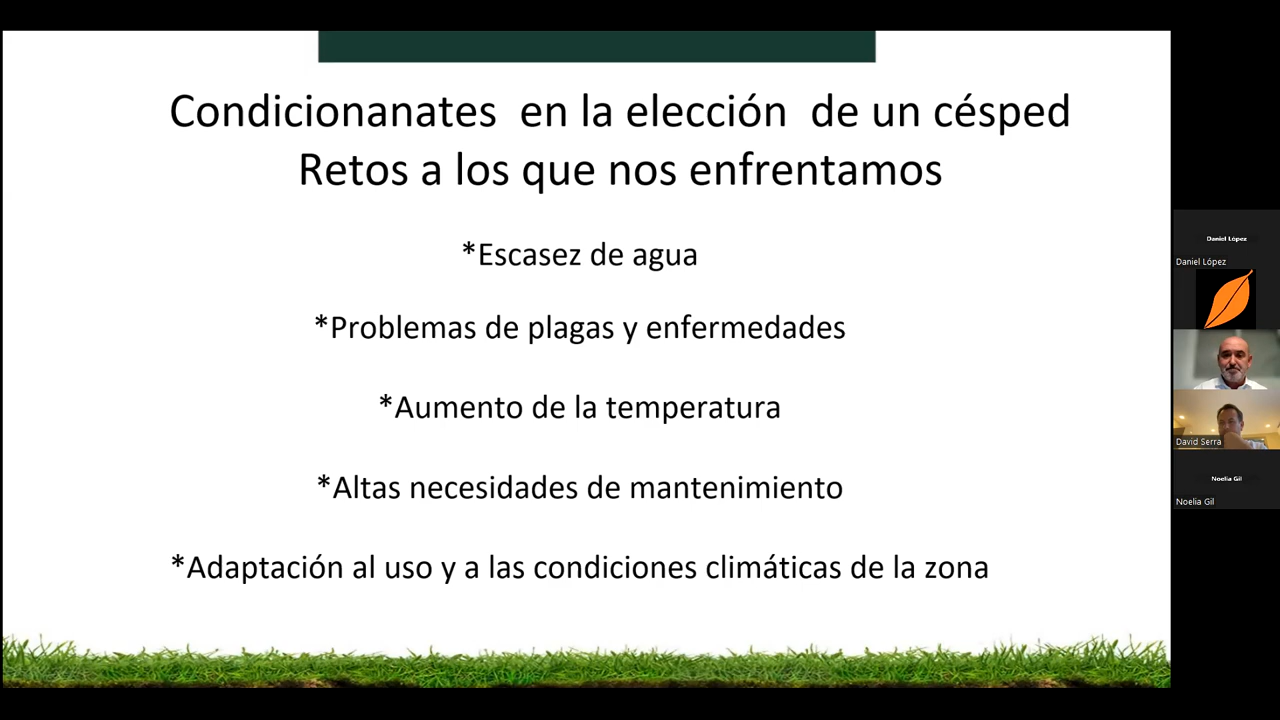 Condicionanates en la elección de un césped
Retos a los que nos enfrentamos
*Escasez de agua
*Problemas de plagas y enfermedades
*Aumento de la temperatura
*Altas necesidades de mantenimiento
*Adaptación al uso y a las condiciones climáticas de la zona
Daniel López
Daniel López
David Serra
Noelia Gil
Noelia Gil